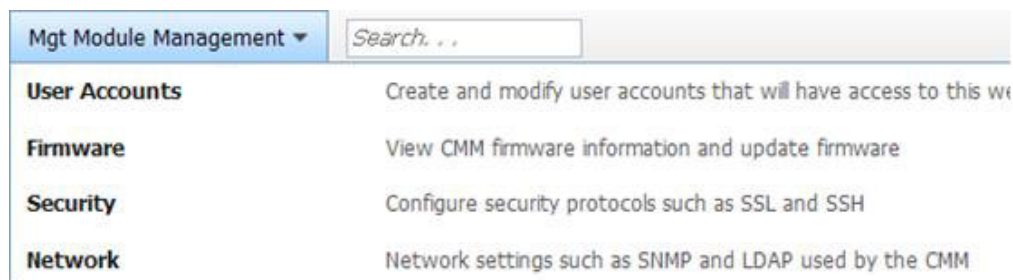 Mgt Module Management Search. . .
User Accounts Create and modify user accounts that will have access to this
Firmware View CMM firmware information and update firmware
Security Configure security protocols such as SSL and SSH
Network Network settings such as SNMP and LDAP used by the CMM